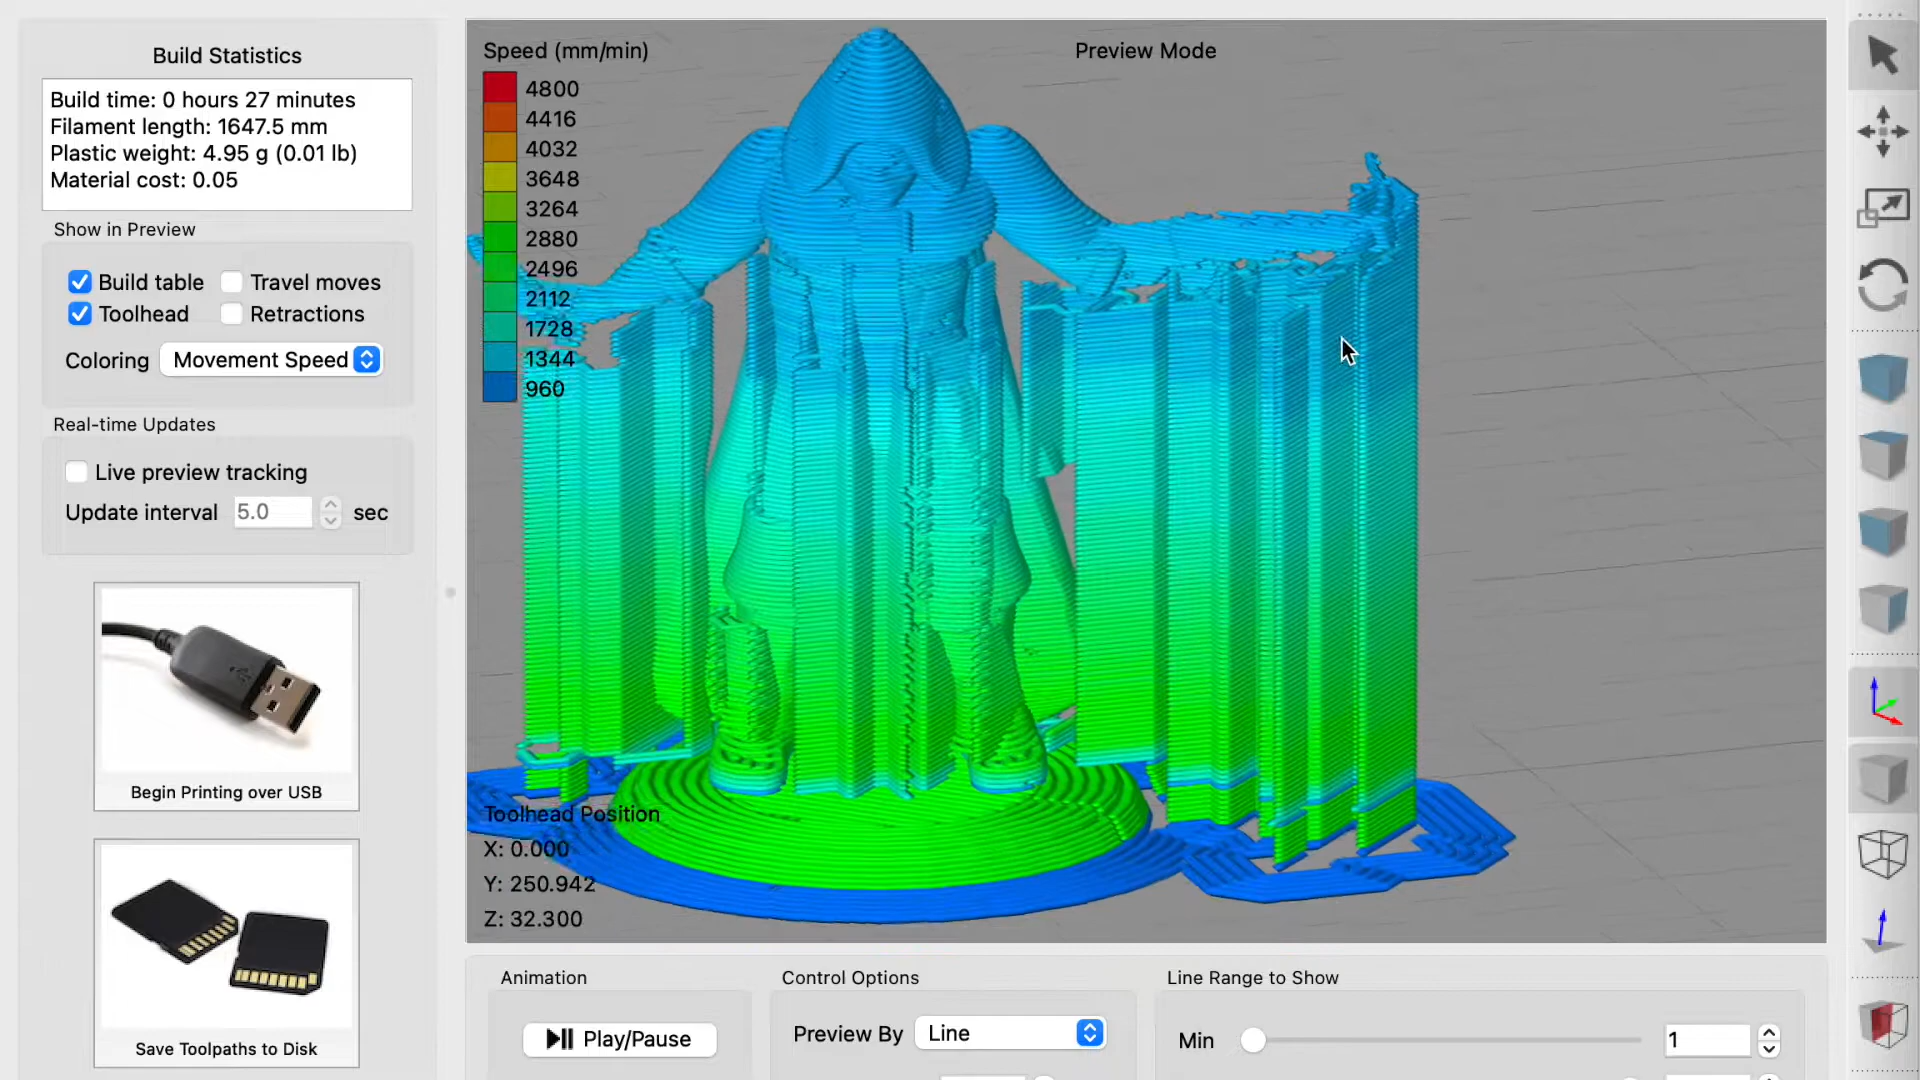 Build Statistics
Build time: 0 hours 27 minutes
Filament length: 1647.5 mm
Plastic weight: 4.95 g (0.01 lb)
Material cost: 0.05
Show in Preview
Build table
Travel moves
Toolhead
Retractions
Coloring
Movement Speed
Real-time Updates
Live preview tracking
Update interval 5.0 sec
Begin Printing over USB
Save Toolpaths to Disk
Speed (mm/min)
4800
4416
4032
3648
3264
2880
2496
2112
1728
1344
960
Preview Mode
Toolhead Position
X: 0.000
Y: 250.942
Z: 32.300
Animation
Play/Pause
Control Options
Preview By Line
Line Range to Show
Min 1